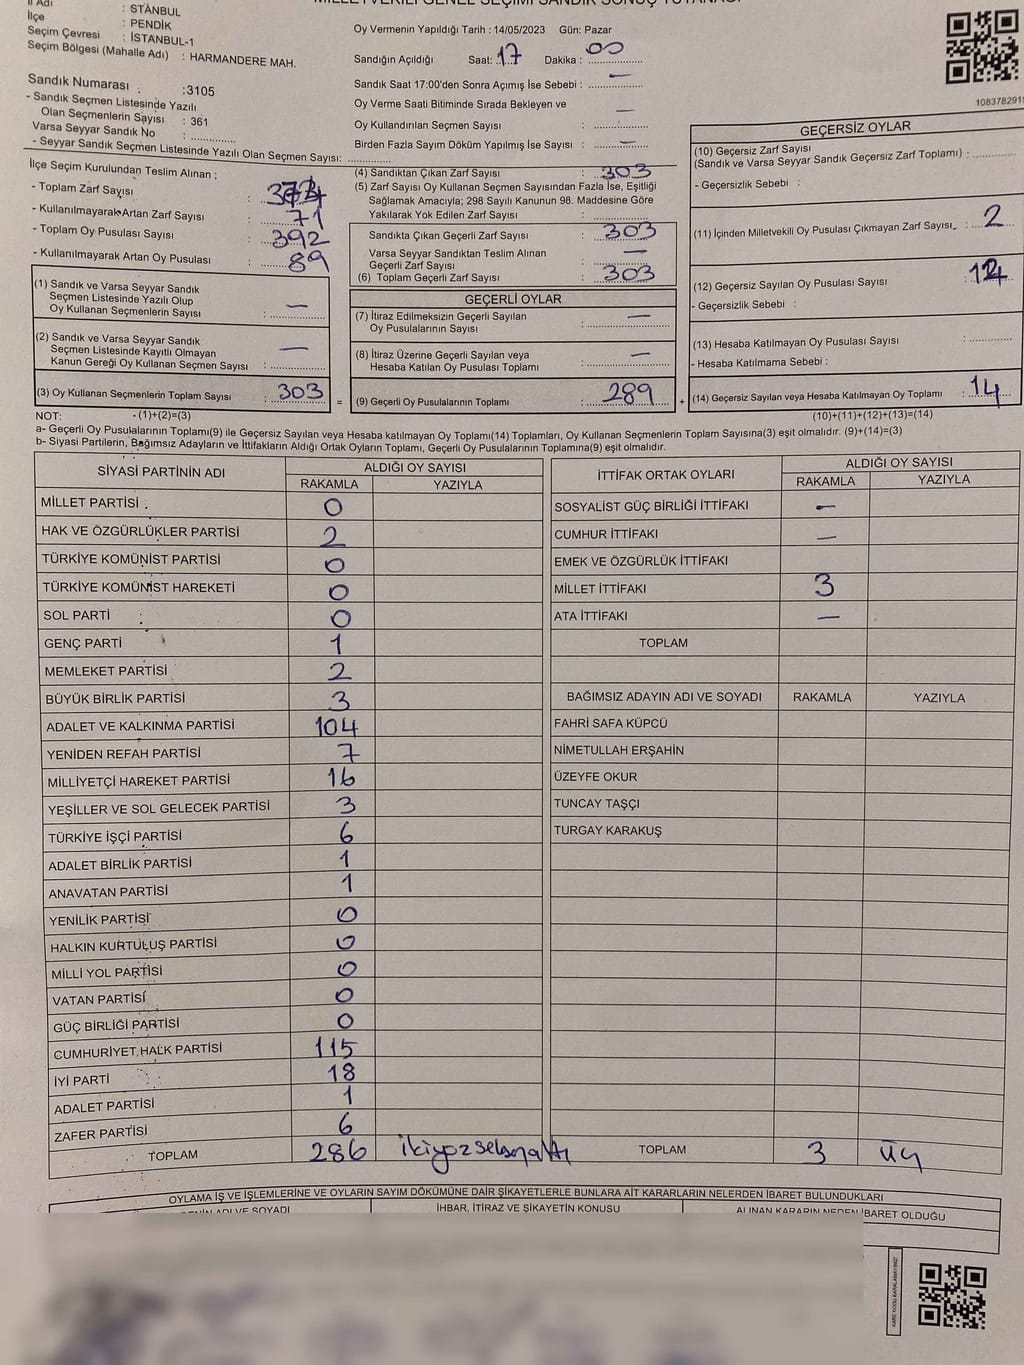 MİLLETVEKİLİ GENEL SEÇİMİ SANDIK SONUÇ TUTANAĞI
İl Adı : STANBUL
İlçe : PENDİK
Seçim Çevresi : İSTANBUL-1
Seçim Bölgesi (Mahalle Adı) : HARMANDERE MAH.
Sandık Numarası : 3105
- Sandık Seçmen Listesinde Yazılı
Olan Seçmenlerin Sayısı : 361
Varsa Seyyar Sandık No :
- Seyyar Sandık Seçmen Listesinde Yazılı Olan Seçmen Sayısı:
Oy Vermenin Yapıldığı Tarih : 14/05/2023 Gün: Pazar
Sandığın Açıldığı Saat: 17 Dakika : 00
Sandık Saat 17:00'den Sonra Açımış İse Sebebi : —
Oy Verme Saati Bitiminde Sırada Bekleyen ve —
Oy Kullandırılan Seçmen Sayısı :
Birden Fazla Sayım Döküm Yapılmış İse Sayısı : —
1083782919
İlçe Seçim Kurulundan Teslim Alınan ;
- Toplam Zarf Sayısı :
- Kullanılmayarak Artan Zarf Sayısı : 71
- Toplam Oy Pusulası Sayısı : 392
- Kullanılmayarak Artan Oy Pusulası : 89
(1) Sandık ve Varsa Seyyar Sandık
Seçmen Listesinde Yazılı Olup
Oy Kullanan Seçmenlerin Sayısı : —
(2) Sandık ve Varsa Seyyar Sandık
Seçmen Listesinde Kayıtlı Olmayan
Kanun Gereği Oy Kullanan Seçmen Sayısı : —
(3) Oy Kullanan Seçmenlerin Toplam Sayısı : 303 =
(4) Sandıktan Çıkan Zarf Sayısı : 303
(5) Zarf Sayısı Oy Kullanan Seçmen Sayısından Fazla İse, Eşitliği
Sağlamak Amacıyla; 298 Sayılı Kanunun 98. Maddesine Göre
Yakılarak Yok Edilen Zarf Sayısı :
Sandıkta Çıkan Geçerli Zarf Sayısı : 303
Varsa Seyyar Sandıktan Teslim Alınan
Geçerli Zarf Sayısı : —
(6) Toplam Geçerli Zarf Sayısı : 303
GEÇERLİ OYLAR
(7) İtiraz Edilmeksizin Geçerli Sayılan
Oy Pusulalarının Sayısı : —
(8) İtiraz Üzerine Geçerli Sayılan veya
Hesaba Katılan Oy Pusulası Toplamı : —
(9) Geçerli Oy Pusulalarının Toplamı : 289 +
GEÇERSİZ OYLAR
(10) Geçersiz Zarf Sayısı
(Sandık ve Varsa Seyyar Sandık Geçersiz Zarf Toplamı) :
- Geçersizlik Sebebi :
(11) İçinden Milletvekili Oy Pusulası Çıkmayan Zarf Sayısı : 2
(12) Geçersiz Sayılan Oy Pusulası Sayısı : 12
- Geçersizlik Sebebi :
(13) Hesaba Katılmayan Oy Pusulası Sayısı :
- Hesaba Katılmama Sebebi :
(14) Geçersiz Sayılan veya Hesaba Katılmayan Oy Toplamı : 14
NOT: -(1)+(2)=(3) (10)+(11)+(12)+(13)=(14)
a- Geçerli Oy Pusulalarının Toplamı(9) ile Geçersiz Sayılan veya Hesaba katılmayan Oy Toplamı(14) Toplamları, Oy Kullanan Seçmenlerin Toplam Sayısına(3) eşit olmalıdır. (9)+(14)=(3)
b- Siyasi Partilerin, Bağımsız Adayların ve İttifakların Aldığı Ortak Oyların Toplamı, Geçerli Oy Pusulalarının Toplamına(9) eşit olmalıdır.
SİYASİ PARTİNİN ADI ALDIĞI OY SAYISI
RAKAMLA YAZIYLA
MİLLET PARTİSİ 0
HAK VE ÖZGÜRLÜKLER PARTİSİ 2
TÜRKİYE KOMÜNİST PARTİSİ 0
TÜRKİYE KOMÜNİST HAREKETİ 0
SOL PARTİ 0
GENÇ PARTİ 1
MEMLEKET PARTİSİ 2
BÜYÜK BİRLİK PARTİSİ 3
ADALET VE KALKINMA PARTİSİ 104
YENİDEN REFAH PARTİSİ 7
MİLLİYETÇİ HAREKET PARTİSİ 16
YEŞİLLER VE SOL GELECEK PARTİSİ 3
TÜRKİYE İŞÇİ PARTİSİ 6
ADALET BİRLİK PARTİSİ 1
ANAVATAN PARTİSİ 1
YENİLİK PARTİSİ 0
HALKIN KURTULUŞ PARTİSİ 0
MİLLİ YOL PARTİSİ 0
VATAN PARTİSİ 0
GÜÇ BİRLİĞİ PARTİSİ 0
CUMHURİYET HALK PARTİSİ 115
İYİ PARTİ 18
ADALET PARTİSİ 1
ZAFER PARTİSİ 6
TOPLAM 286 ikiyüzseksenaltı
İTTİFAK ORTAK OYLARI ALDIĞI OY SAYISI
RAKAMLA YAZIYLA
SOSYALİST GÜÇ BİRLİĞİ İTTİFAKI —
CUMHUR İTTİFAKI —
EMEK VE ÖZGÜRLÜK İTTİFAKI
MİLLET İTTİFAKI 3
ATA İTTİFAKI —
TOPLAM
BAĞIMSIZ ADAYIN ADI VE SOYADI RAKAMLA YAZIYLA
FAHRİ SAFA KÜPCÜ
NİMETULLAH ERŞAHİN
ÜZEYFE OKUR
TUNCAY TAŞÇI
TURGAY KARAKUŞ
TOPLAM 3 üç
OYLAMA İŞ VE İŞLEMLERİNE VE OYLARIN SAYIM DÖKÜMÜNE DAİR ŞİKAYETLERLE BUNLARA AİT KARARLARIN NELERDEN İBARET BULUNDUKLARI
ADI VE SOYADI İHBAR, İTİRAZ VE ŞİKAYETİN KONUSU ALINAN KARARIN NEDEN İBARET OLDUĞU
KARE KODU KARALAMAYINIZ!